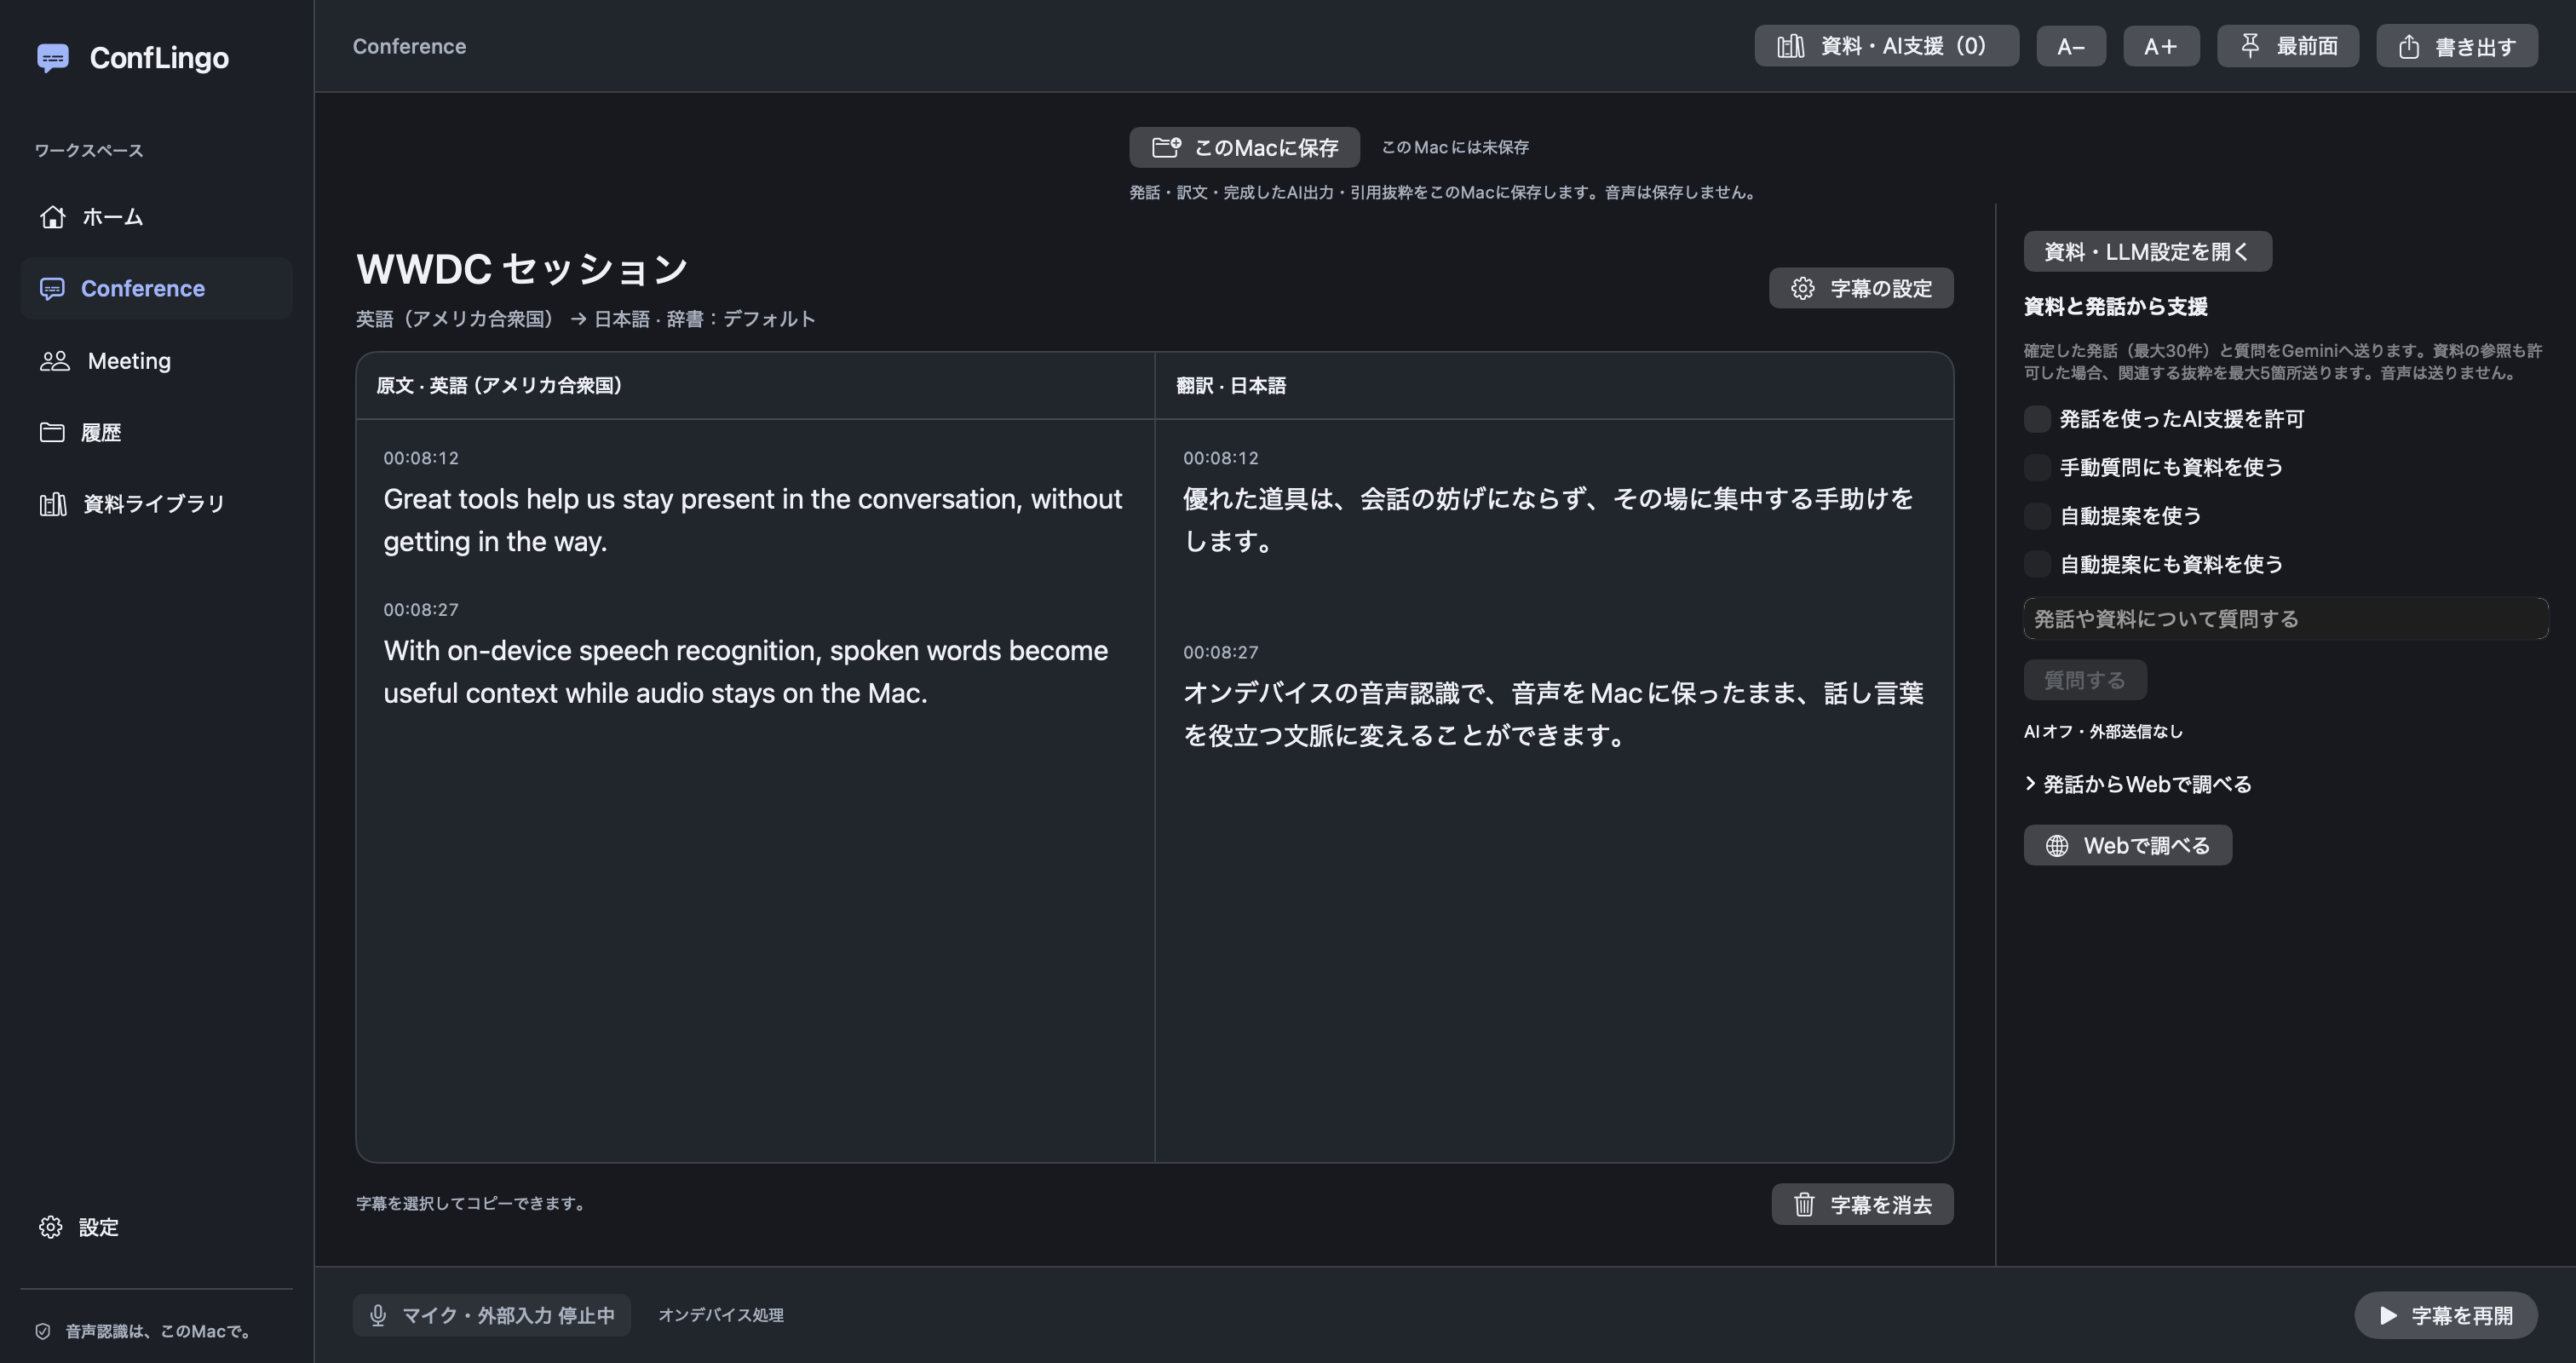 ConfLingo
ワークスペース
ホーム
Conference
Meeting
履歴
資料ライブラリ
設定
音声認識は、このMacで。
Conference
資料・AI支援（0）
A−
A+
最前面
書き出す
このMacに保存
このMacには未保存
発話・訳文・完成したAI出力・引用抜粋をこのMacに保存します。音声は保存しません。
WWDC セッション
英語（アメリカ合衆国） → 日本語 · 辞書：デフォルト
字幕の設定
原文 · 英語 (アメリカ合衆国)
00:08:12
Great tools help us stay present in the conversation, without
getting in the way.
00:08:27
With on-device speech recognition, spoken words become
useful context while audio stays on the Mac.
翻訳 · 日本語
00:08:12
優れた道具は、会話の妨げにならず、その場に集中する手助けを
します。
00:08:27
オンデバイスの音声認識で、音声をMacに保ったまま、話し言葉
を役立つ文脈に変えることができます。
字幕を選択してコピーできます。
字幕を消去
資料・LLM設定を開く
資料と発話から支援
確定した発話（最大30件）と質問をGeminiへ送ります。資料の参照も許
可した場合、関連する抜粋を最大5箇所送ります。音声は送りません。
発話を使ったAI支援を許可
手動質問にも資料を使う
自動提案を使う
自動提案にも資料を使う
発話や資料について質問する
質問する
AIオフ・外部送信なし
発話からWebで調べる
Webで調べる
マイク・外部入力 停止中
オンデバイス処理
字幕を再開